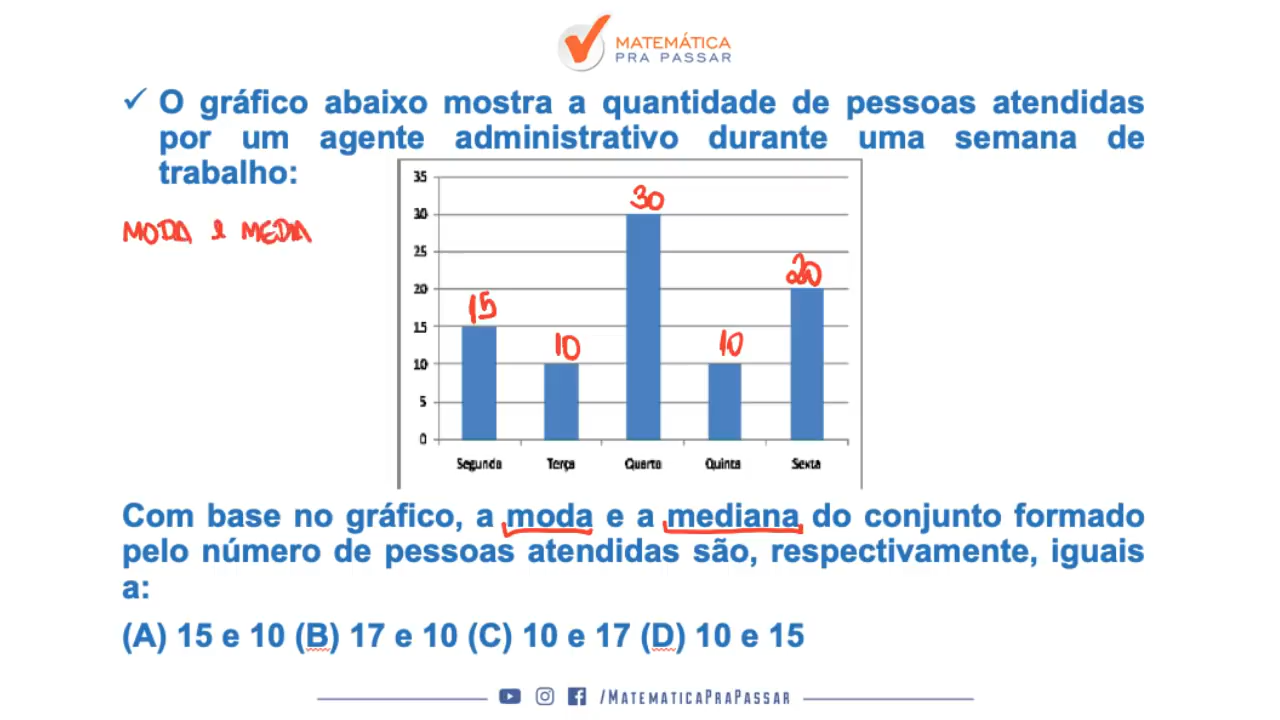 MATEMÁTICA
PRA PASSAR
✓ O gráfico abaixo mostra a quantidade de pessoas atendidas
por um agente administrativo durante uma semana de
trabalho:
MODA e MEDIA
35
30
25
20
15
10
5
0
15
10
30
10
20
Segunda Terça Quarta Quinta Sexta
Com base no gráfico, a moda e a mediana do conjunto formado
pelo número de pessoas atendidas são, respectivamente, iguais
a:
(A) 15 e 10 (B) 17 e 10 (C) 10 e 17 (D) 10 e 15
/MATEMATICAPRAPASSAR